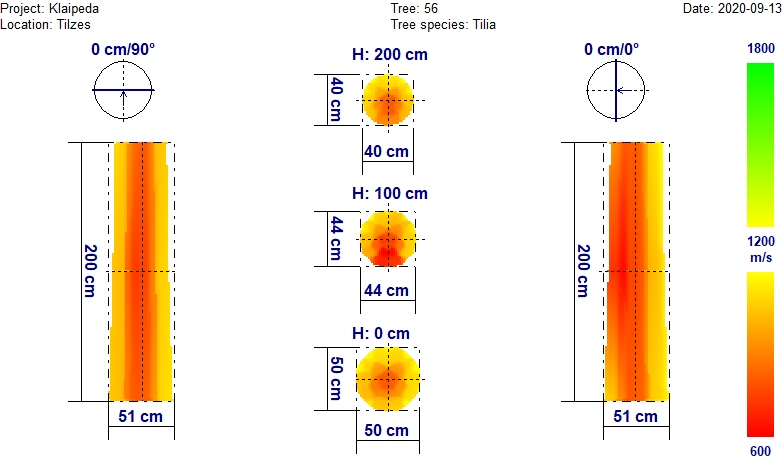 Project: Klaipeda
Location: Tilzes
Tree: 56
Tree species: Tilia
Date: 2020-09-13
0 cm/90°
200 cm
51 cm
H: 200 cm
40 cm
40 cm
H: 100 cm
44 cm
44 cm
H: 0 cm
50 cm
50 cm
0 cm/0°
200 cm
51 cm
1800
1200
m/s
600